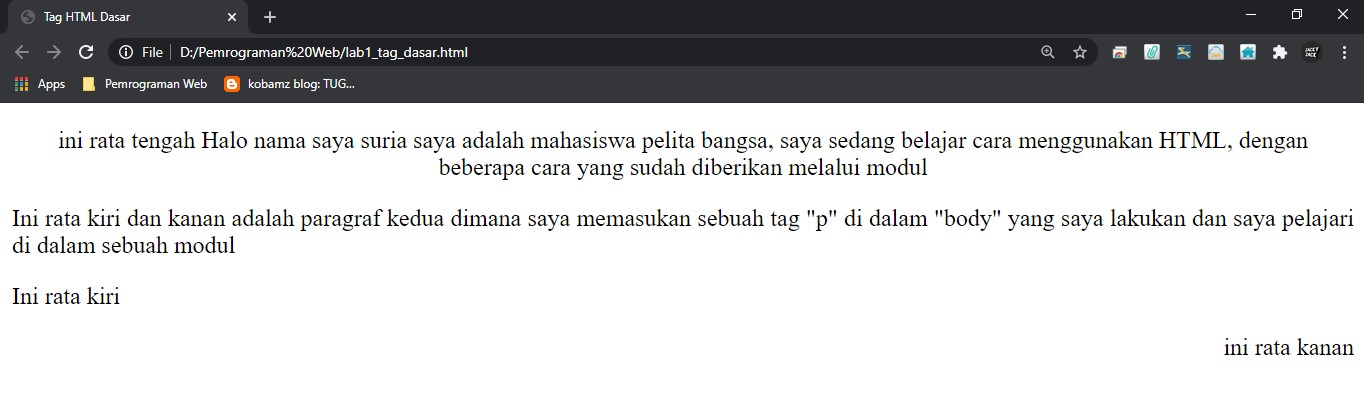 Tag HTML Dasar
File
D:/Pemrograman%20Web/lab1_tag_dasar.html
Apps
Pemrograman Web
kobamz blog: TUG...
ini rata tengah Halo nama saya suria saya adalah mahasiswa pelita bangsa, saya sedang belajar cara menggunakan HTML, dengan
beberapa cara yang sudah diberikan melalui modul
Ini rata kiri dan kanan adalah paragraf kedua dimana saya memasukan sebuah tag "p" di dalam "body" yang saya lakukan dan saya pelajari
di dalam sebuah modul
Ini rata kiri
ini rata kanan